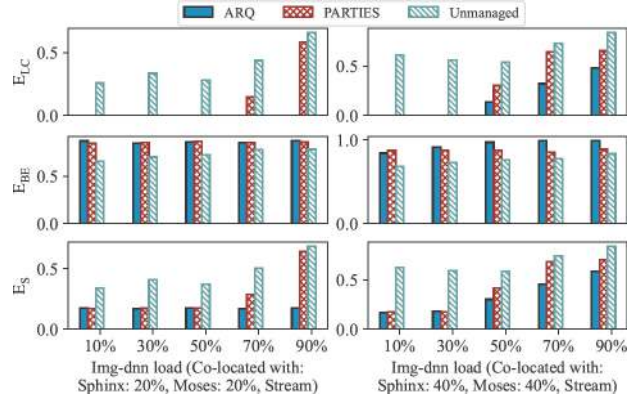 ARQ PARTIES Unmanaged
E_LC
0.5
0.0
0.5
0.0
E_BE
0.5
0.0
1.0
0.5
0.0
E_S
0.5
0.0
0.5
0.0
10% 30% 50% 70% 90%
10% 30% 50% 70% 90%
Img-dnn load (Co-located with:
Sphinx: 20%, Moses: 20%, Stream)
Img-dnn load (Co-located with:
Sphinx: 40%, Moses: 40%, Stream)